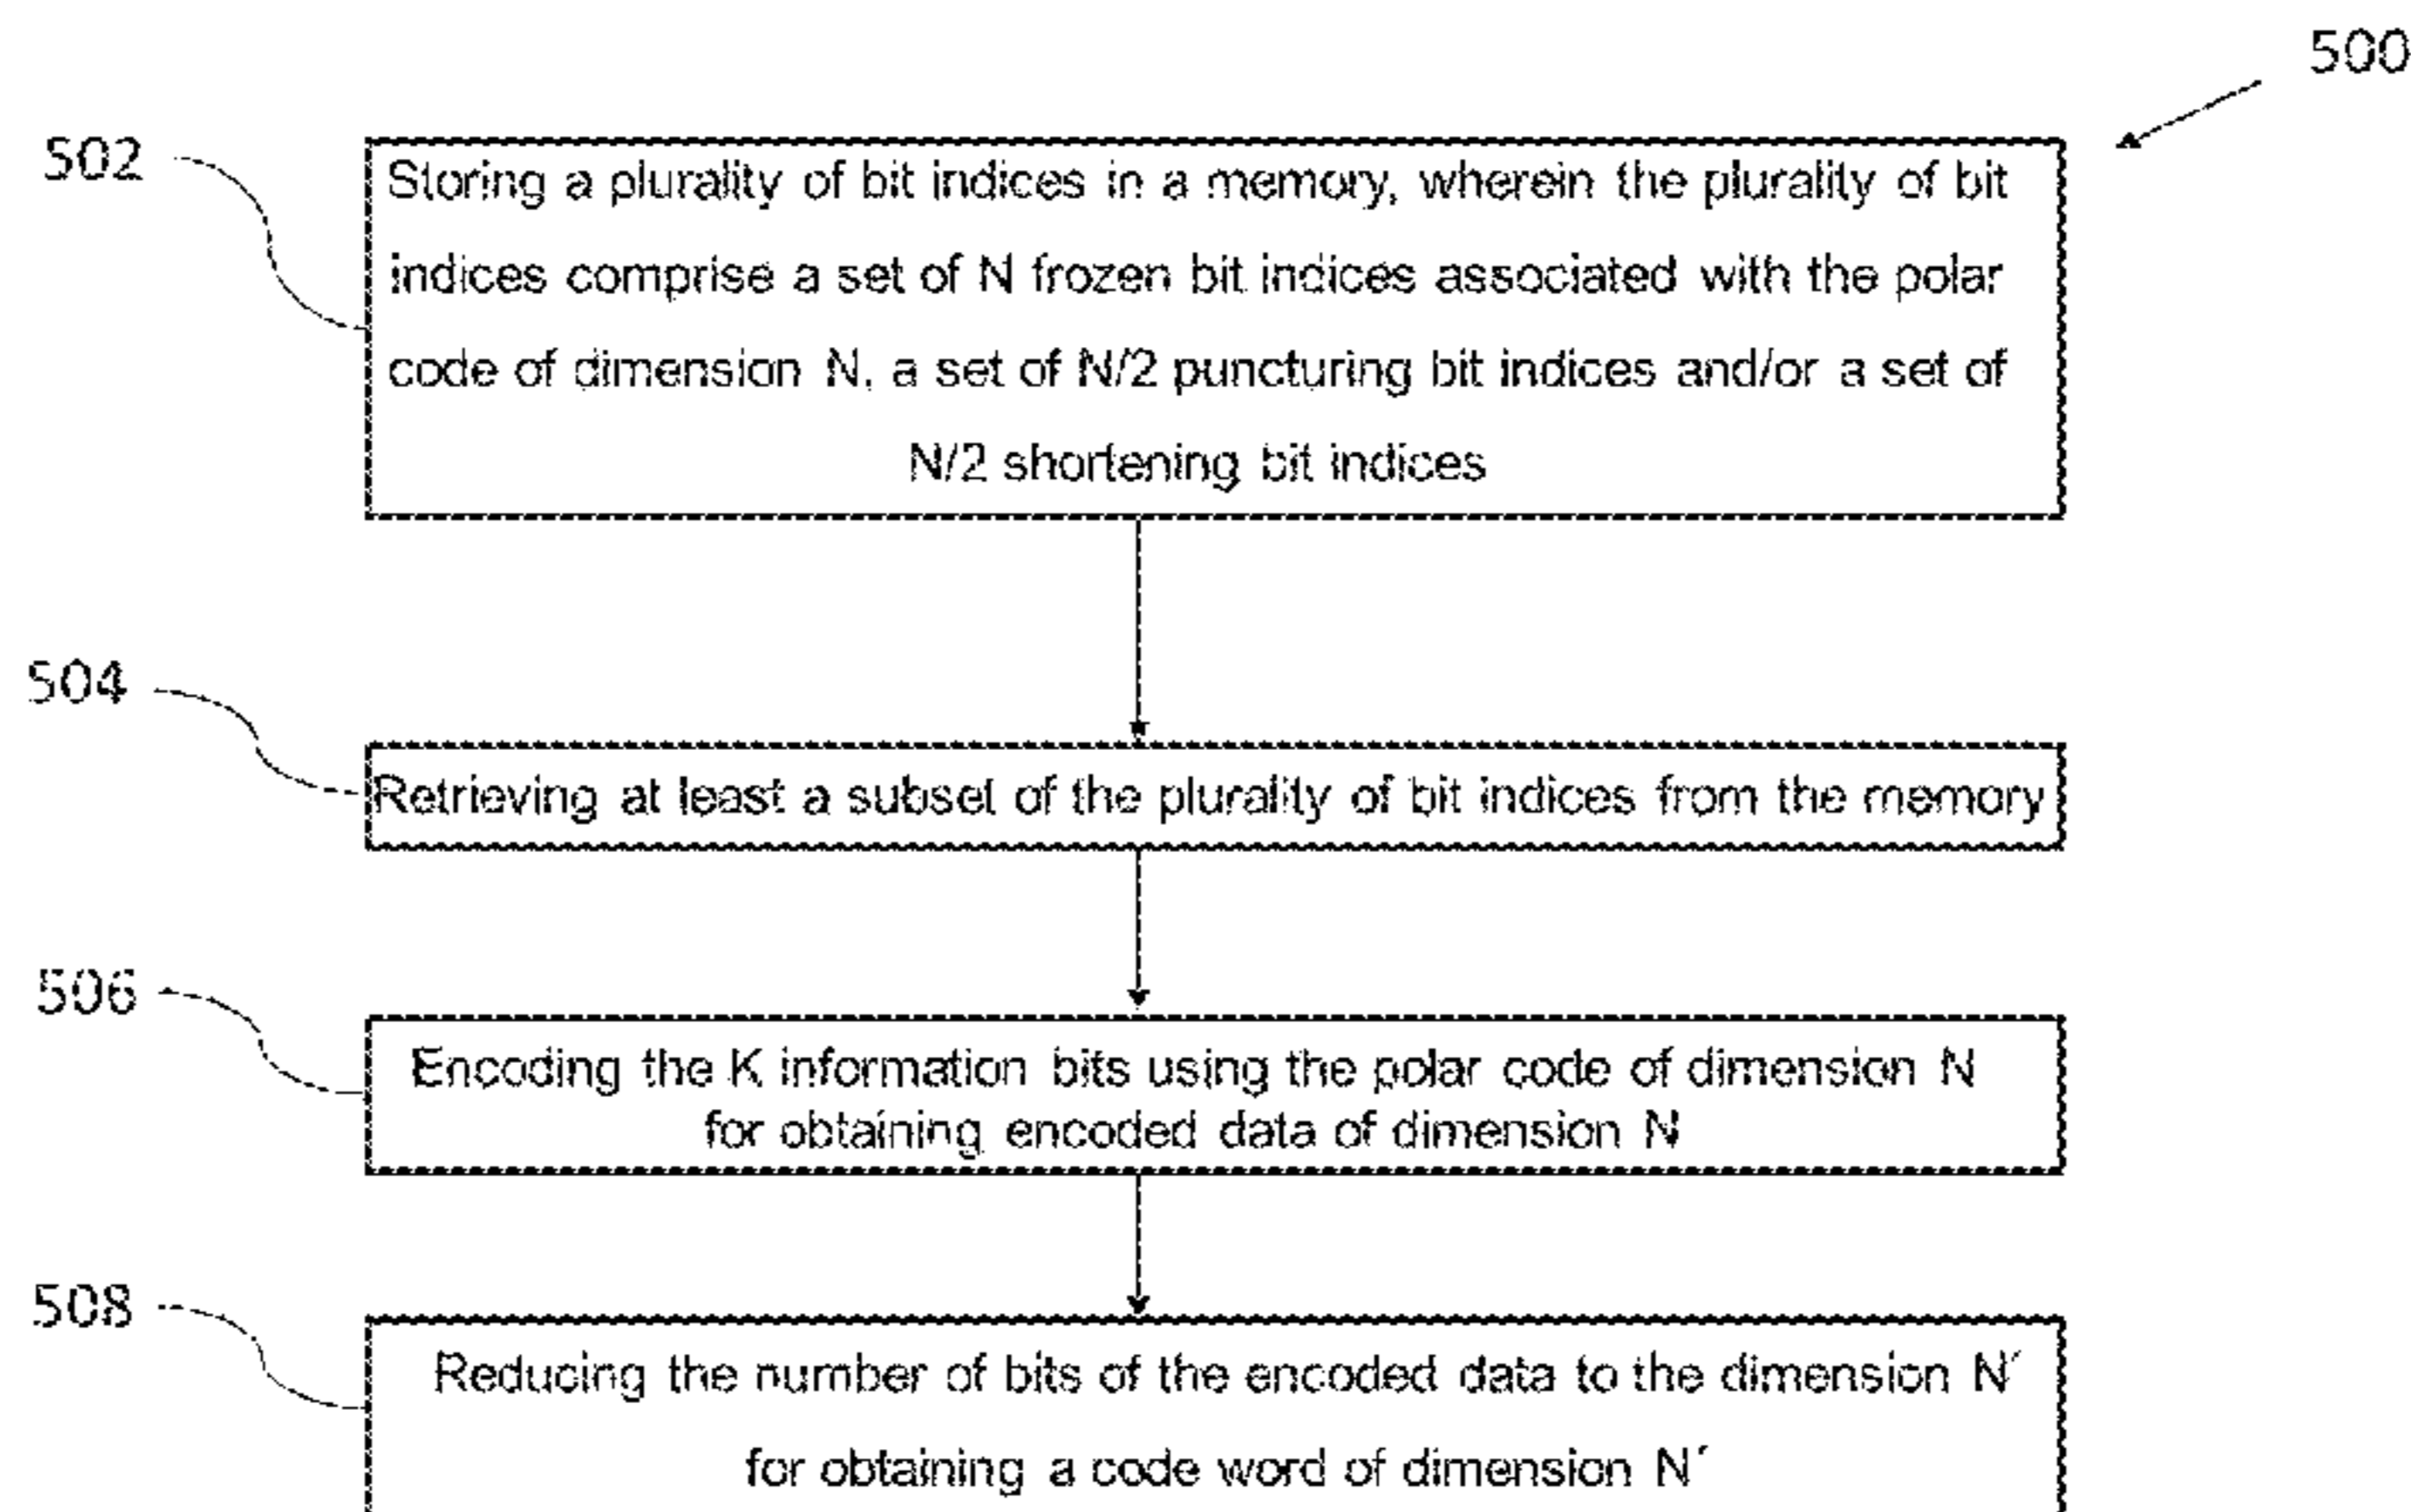 500
502
Storing a plurality of bit indices in a memory, wherein the plurality of bit
indices comprise a set of N frozen bit indices associated with the polar
code of dimension N, a set of N/2 puncturing bit indices and/or a set of
N/2 shortening bit indices
504
Retrieving at least a subset of the plurality of bit indices from the memory
506
Encoding the K information bits using the polar code of dimension N
for obtaining encoded data of dimension N
508
Reducing the number of bits of the encoded data to the dimension N´
for obtaining a code word of dimension N´